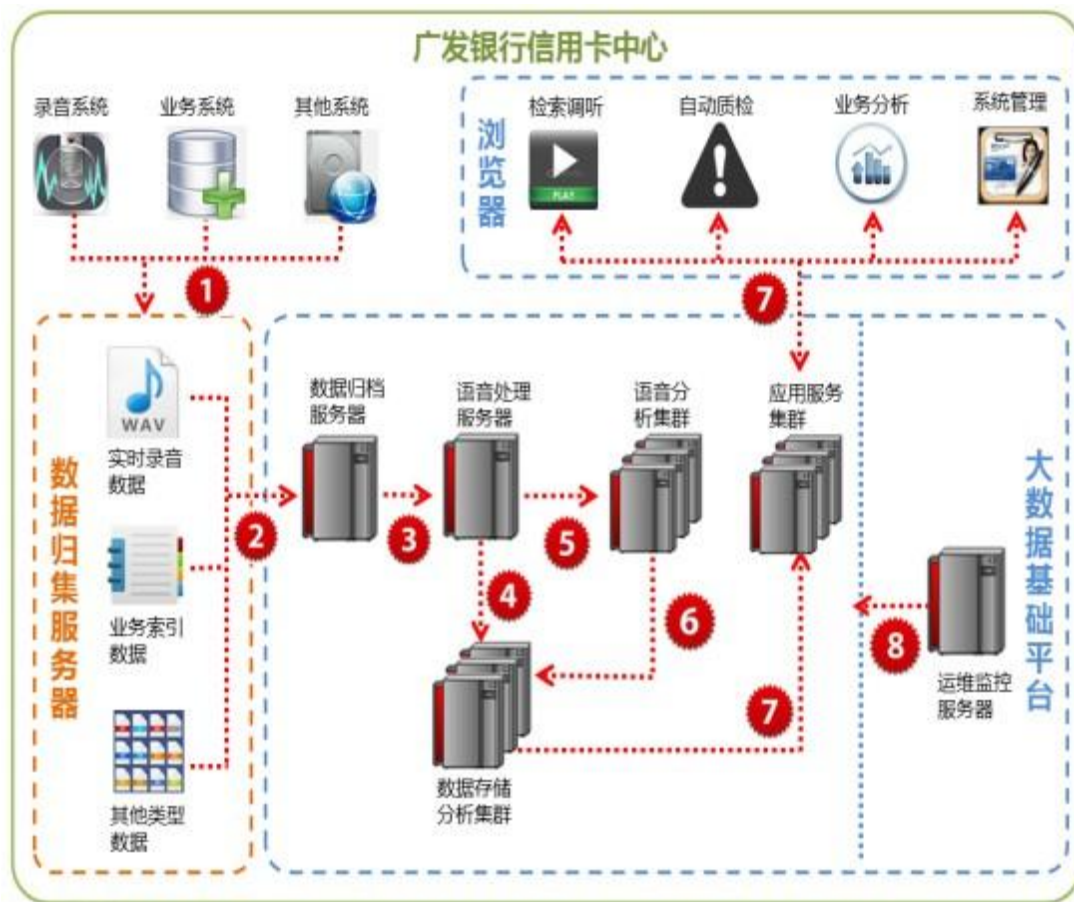 广发银行信用卡中心
录音系统
业务系统
其他系统
浏览器
检索调听
自动质检
业务分析
系统管理
PLAY
1
7
数据归集服务器
WAV
实时录音
数据
业务索引
数据
其他类型
数据
2
数据归档
服务器
3
语音处理
服务器
4
5
语音分
析集群
6
应用服务
集群
7
数据存储
分析集群
8
运维监控
服务器
大数据基础平台